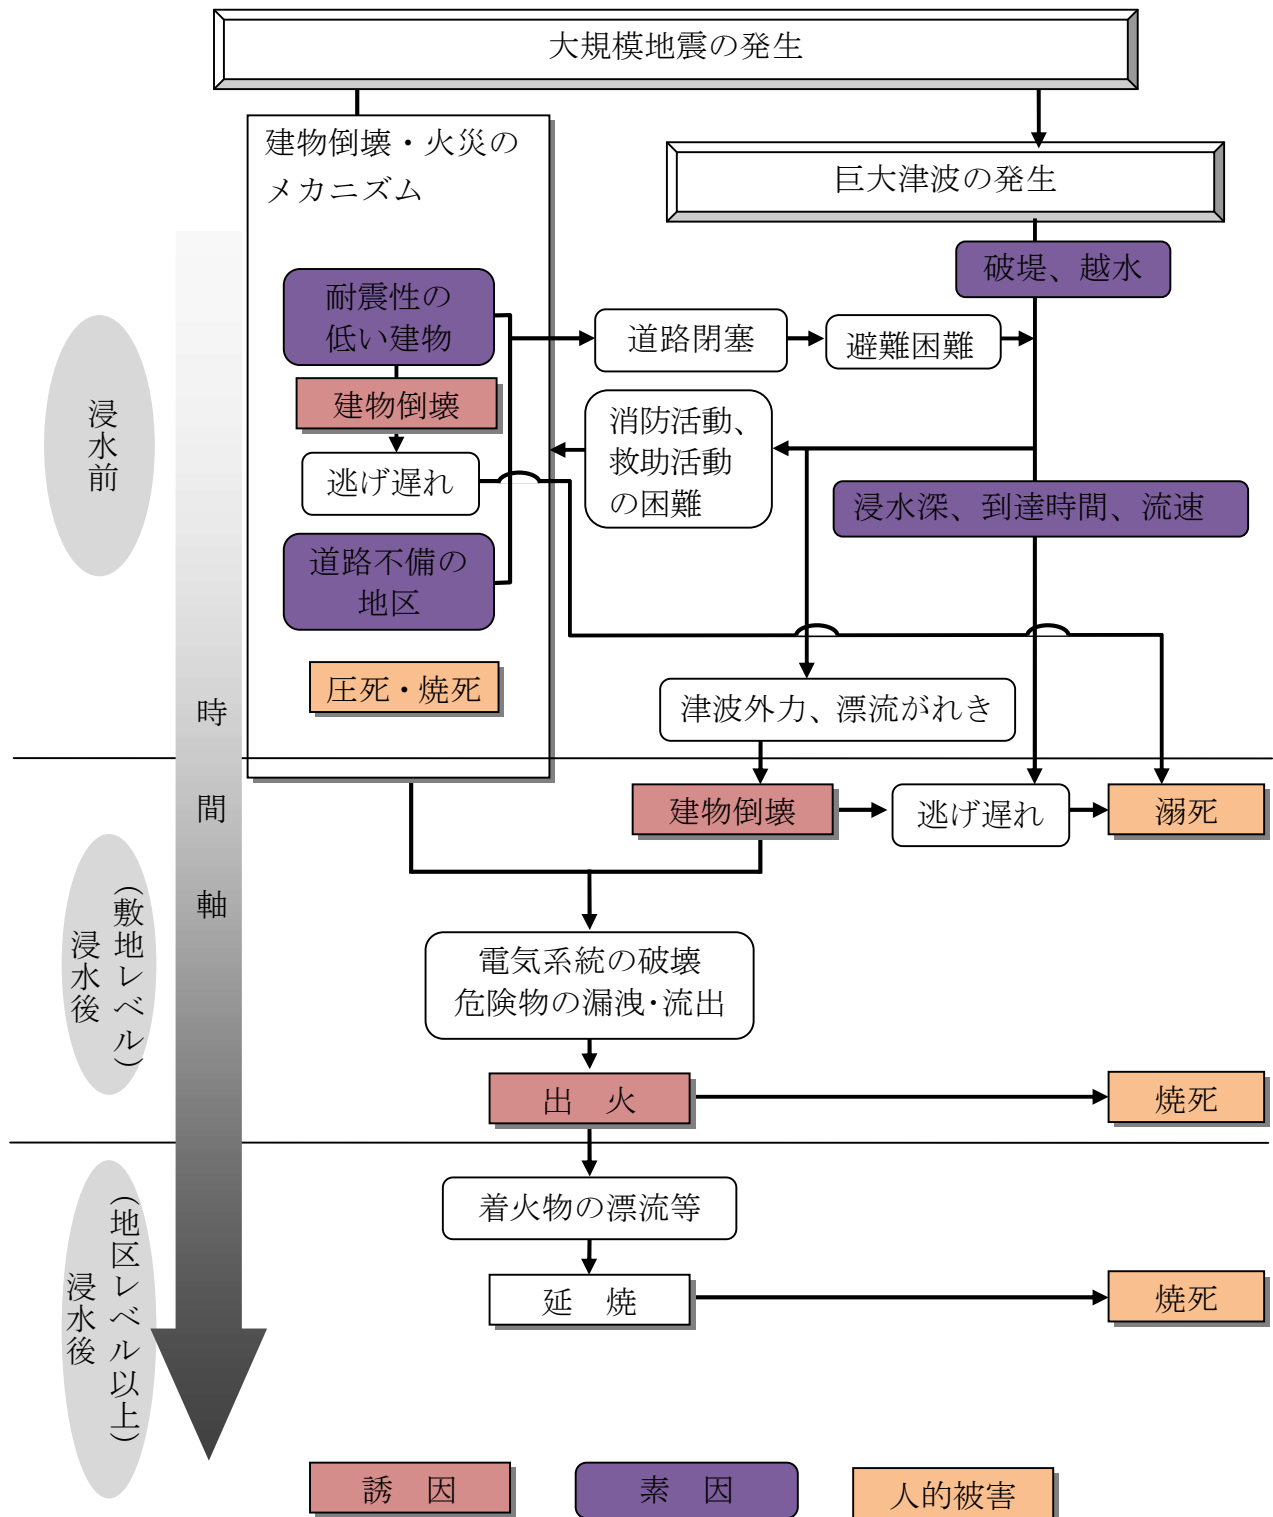 大規模地震の発生
建物倒壊・火災の
メカニズム
巨大津波の発生
破堤、越水
耐震性の
低い建物
道路閉塞
避難困難
建物倒壊
消防活動、
救助活動
の困難
逃げ遅れ
浸水深、到達時間、流速
道路不備の
地区
圧死・焼死
津波外力、漂流がれき
浸水前
時間軸
建物倒壊
逃げ遅れ
溺死
浸水後
(敷地レベル)
電気系統の破壊
危険物の漏洩・流出
出　火
焼死
浸水後
(地区レベル以上)
着火物の漂流等
延　焼
焼死
誘　因
素　因
人的被害